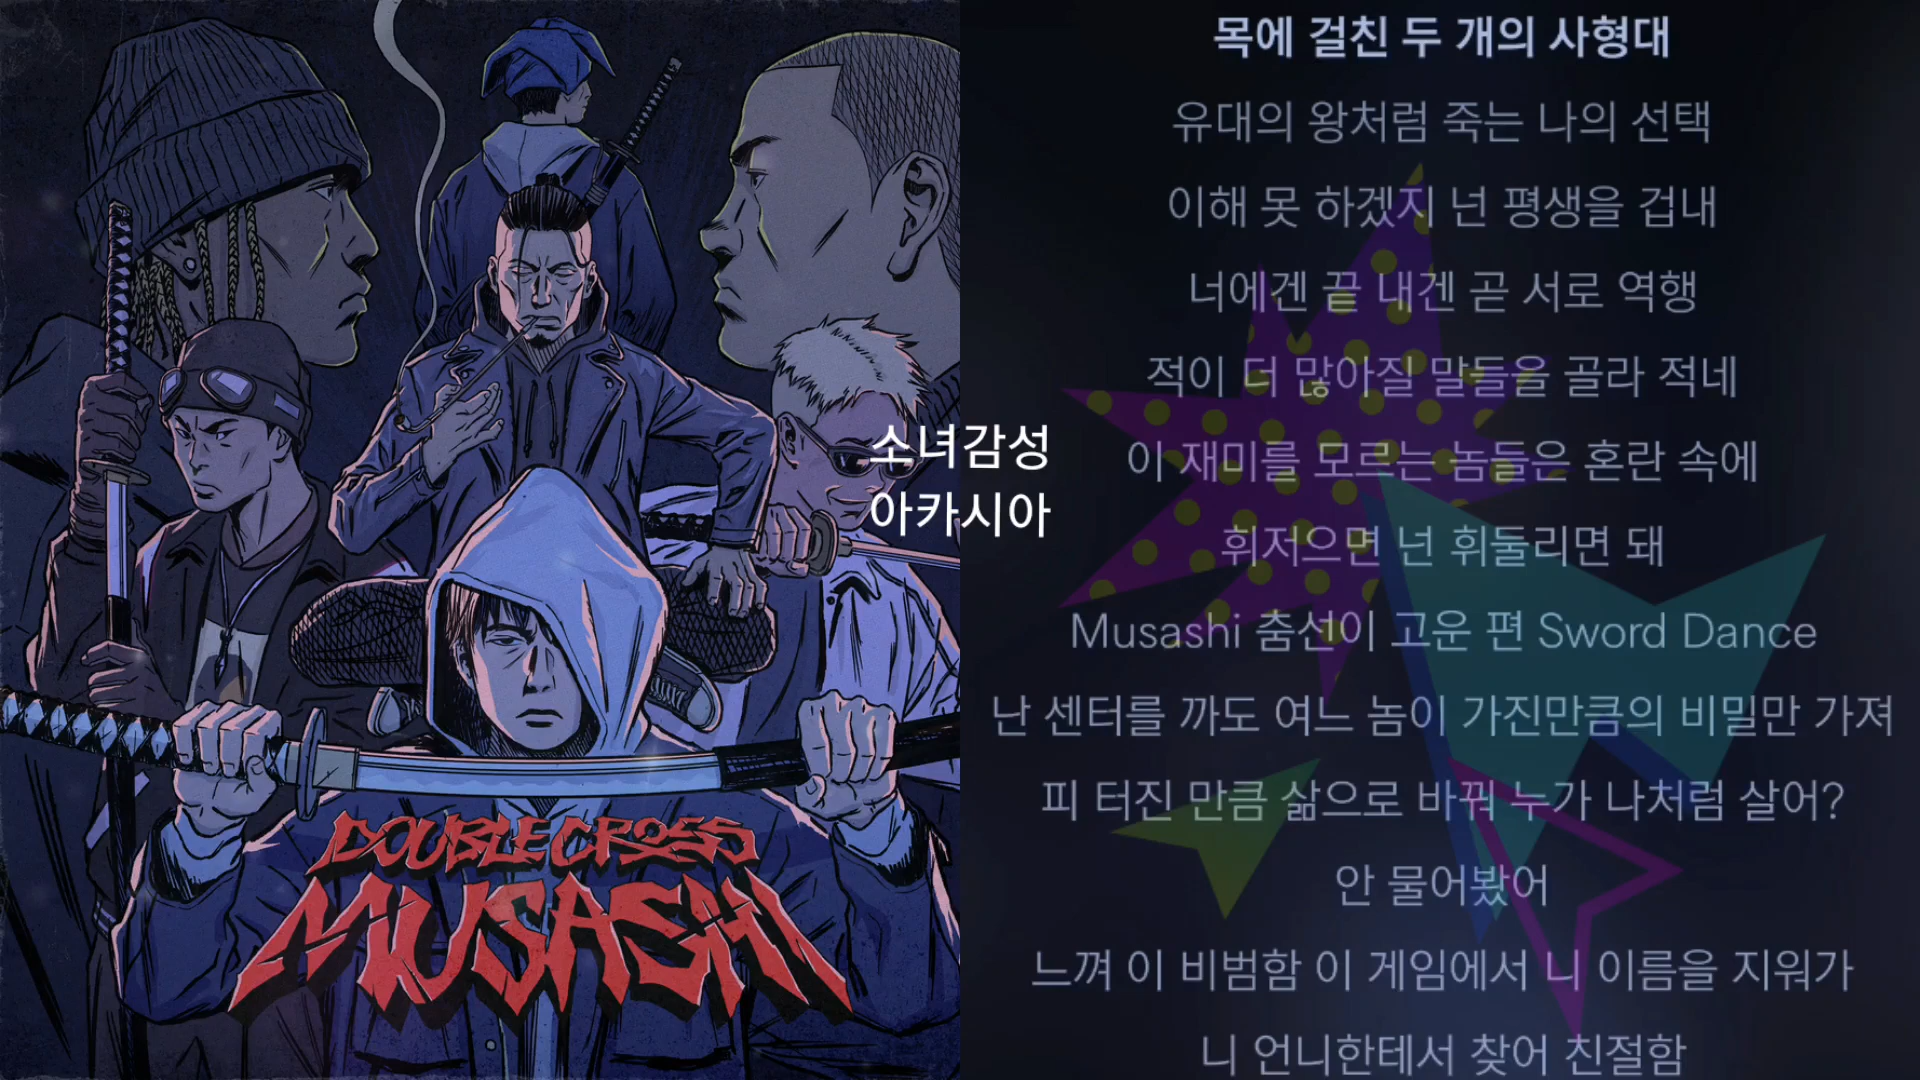 DOUBLECROSS
MUSASHI
소녀감성
아카시아
목에 걸친 두 개의 사형대
유대의 왕처럼 죽는 나의 선택
이해 못 하겠지 넌 평생을 겁내
너에겐 끝 내겐 곧 서로 역행
적이 더 많아질 말들을 골라 적네
이 재미를 모르는 놈들은 혼란 속에
휘저으면 넌 휘둘리면 돼
Musashi 춤선이 고운 편 Sword Dance
난 센터를 까도 여느 놈이 가진만큼의 비밀만 가져
피 터진 만큼 삶으로 바꿔 누가 나처럼 살어?
안 물어봤어
느껴 이 비범함 이 게임에서 니 이름을 지워가
니 언니한테서 찾어 친절함